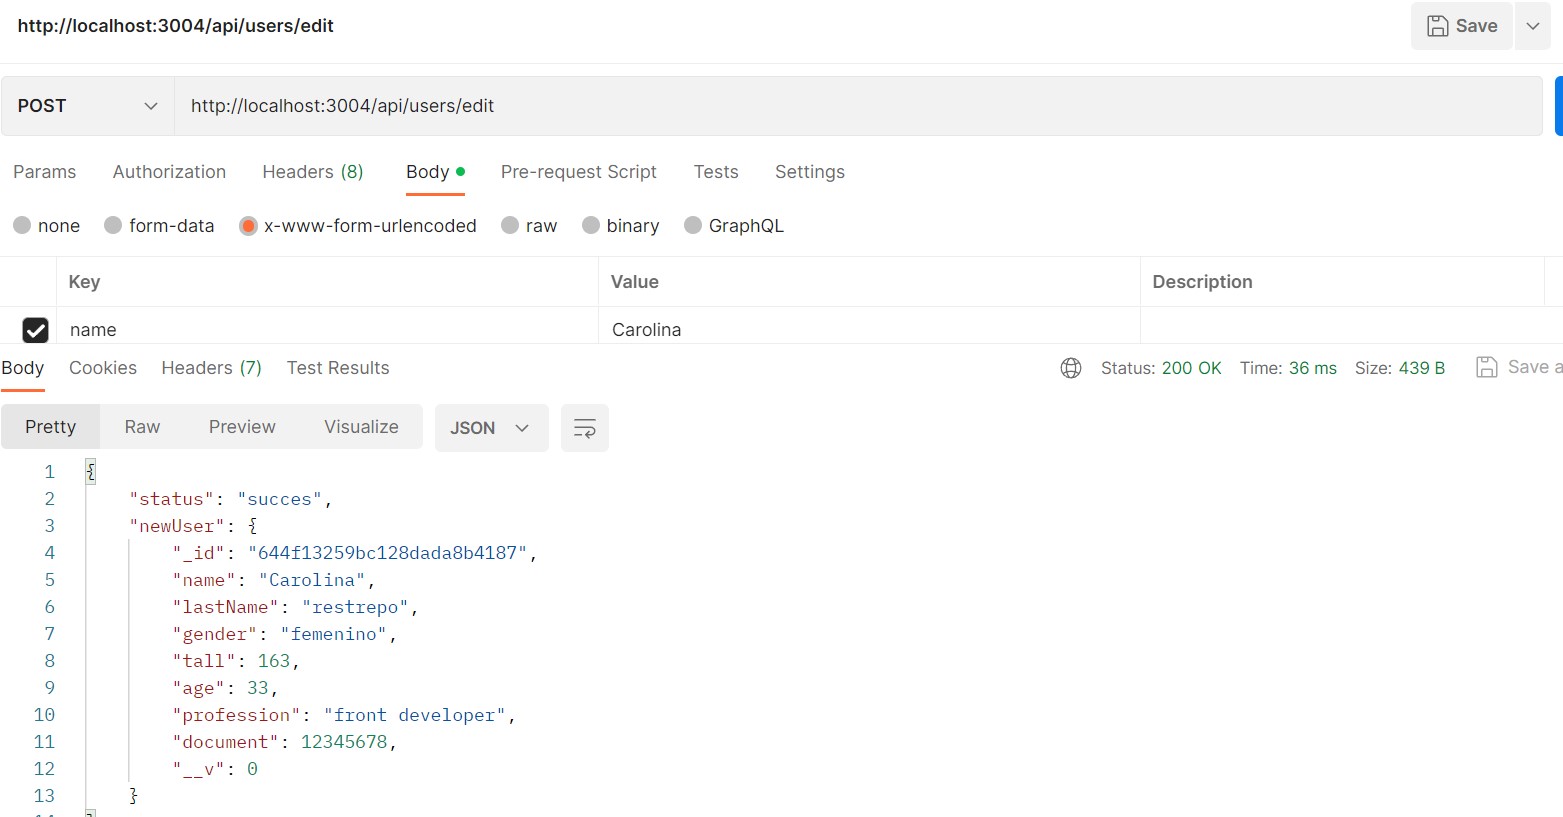 http://localhost:3004/api/users/edit
Save
POST
http://localhost:3004/api/users/edit
Params Authorization Headers (8) Body Pre-request Script Tests Settings
none form-data x-www-form-urlencoded raw binary GraphQL
Key Value Description
name Carolina
Body Cookies Headers (7) Test Results Status: 200 OK Time: 36 ms Size: 439 B Save a
Pretty Raw Preview Visualize JSON
1 {
2 "status": "succes",
3 "newUser": {
4 "_id": "644f13259bc128dada8b4187",
5 "name": "Carolina",
6 "lastName": "restrepo",
7 "gender": "femenino",
8 "tall": 163,
9 "age": 33,
10 "profession": "front developer",
11 "document": 12345678,
12 "__v": 0
13 }